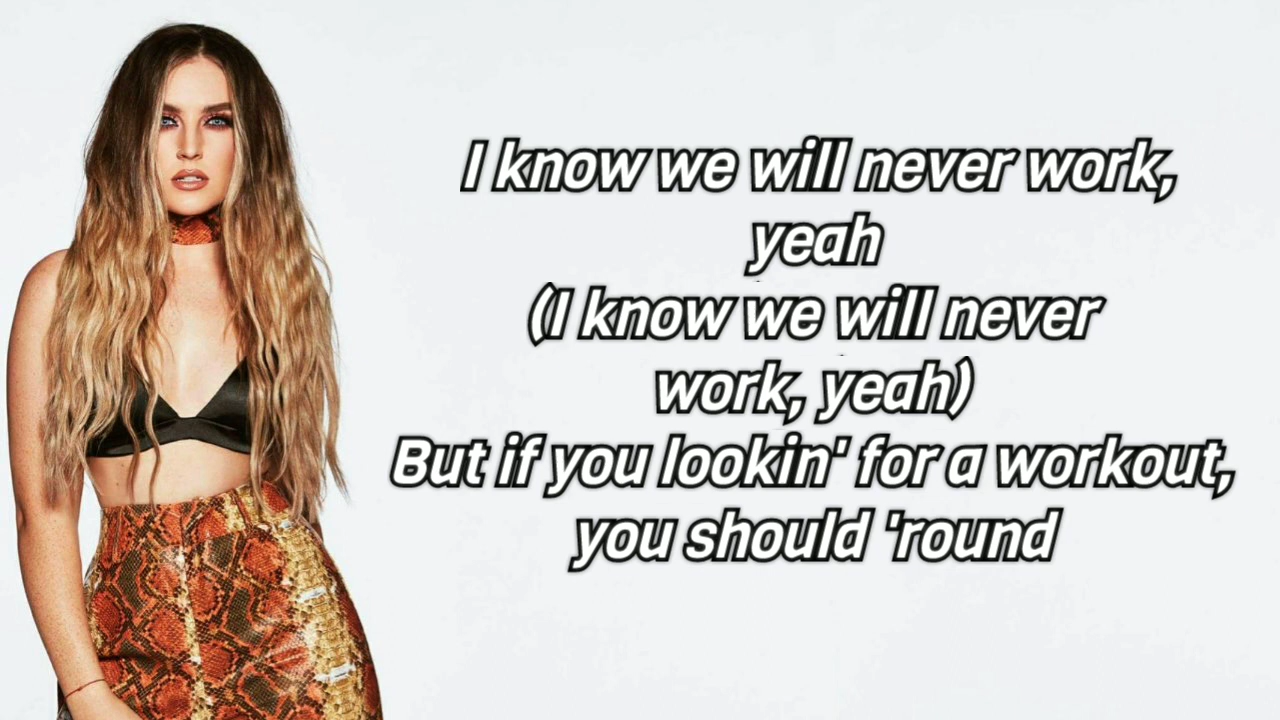 I know we will never work,
yeah
(I know we will never
work, yeah)
But if you lookin' for a workout,
you should 'round